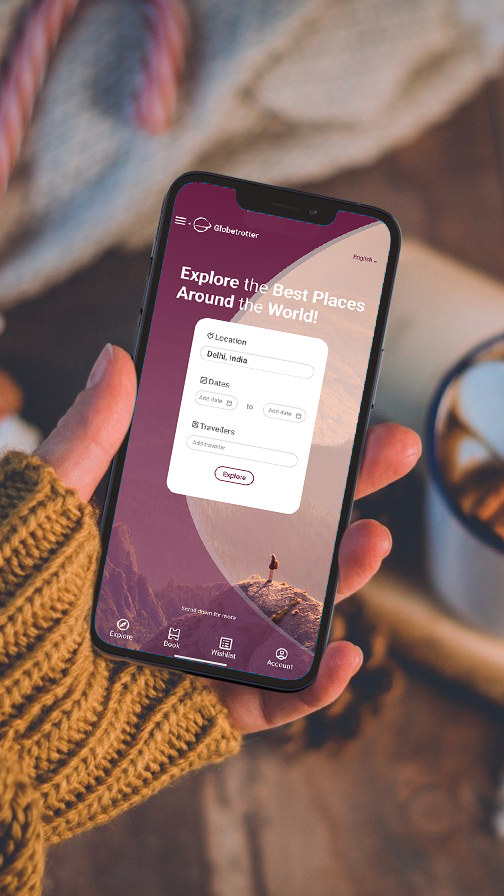 Globetrotter
English
Explore the Best Places
Around the World!
Location
Delhi, India
Dates
Add date to Add date
Travellers
Add traveller
Explore
Scroll down for more
Explore Book Wishlist Account